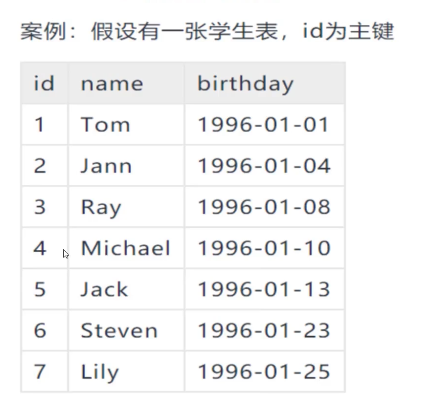 案例：假设有一张学生表，id为主键
id name birthday
1 Tom 1996-01-01
2 Jann 1996-01-04
3 Ray 1996-01-08
4 Michael 1996-01-10
5 Jack 1996-01-13
6 Steven 1996-01-23
7 Lily 1996-01-25